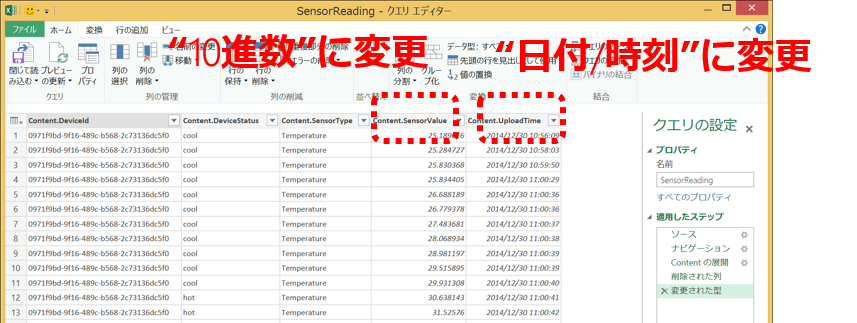 SensorReading - クエリ エディター
ファイル ホーム 変換 行の追加 ビュー
“10進数”に変更
“日付/時刻”に変更
閉じて読み込む プレビューの更新 プロパティ 列の選択 列の削除 移動 行の保持 行の削除 エラーの削除 列の分割 グループ化 データ型: すべて 先頭の行を見出しとして使用 値の置換 バイナリの結合
クエリ 列の管理 列の削減 並べ替え 変換 結合
Content.DeviceId Content.DeviceStatus Content.SensorType Content.SensorValue Content.UploadTime
1 0971f9bd-9f16-489c-b568-2c73136dc5f0 cool Temperature 2014/12/30 10:56:09
2 0971f9bd-9f16-489c-b568-2c73136dc5f0 cool Temperature 25.284727 2014/12/30 10:58:03
3 0971f9bd-9f16-489c-b568-2c73136dc5f0 cool Temperature 25.830368 2014/12/30 10:59:50
4 0971f9bd-9f16-489c-b568-2c73136dc5f0 cool Temperature 25.834405 2014/12/30 11:00:29
5 0971f9bd-9f16-489c-b568-2c73136dc5f0 cool Temperature 26.688189 2014/12/30 11:00:36
6 0971f9bd-9f16-489c-b568-2c73136dc5f0 cool Temperature 26.779378 2014/12/30 11:00:36
7 0971f9bd-9f16-489c-b568-2c73136dc5f0 cool Temperature 27.483681 2014/12/30 11:00:37
8 0971f9bd-9f16-489c-b568-2c73136dc5f0 cool Temperature 28.068934 2014/12/30 11:00:38
9 0971f9bd-9f16-489c-b568-2c73136dc5f0 cool Temperature 28.981197 2014/12/30 11:00:39
10 0971f9bd-9f16-489c-b568-2c73136dc5f0 cool Temperature 29.515895 2014/12/30 11:00:39
11 0971f9bd-9f16-489c-b568-2c73136dc5f0 cool Temperature 29.931308 2014/12/30 11:00:40
12 0971f9bd-9f16-489c-b568-2c73136dc5f0 hot Temperature 30.638143 2014/12/30 11:00:41
13 0971f9bd-9f16-489c-b568-2c73136dc5f0 hot Temperature 31.52576 2014/12/30 11:00:42
クエリの設定
プロパティ
名前
SensorReading
すべてのプロパティ
適用したステップ
ソース
ナビゲーション
Content の展開
削除された列
変更された型